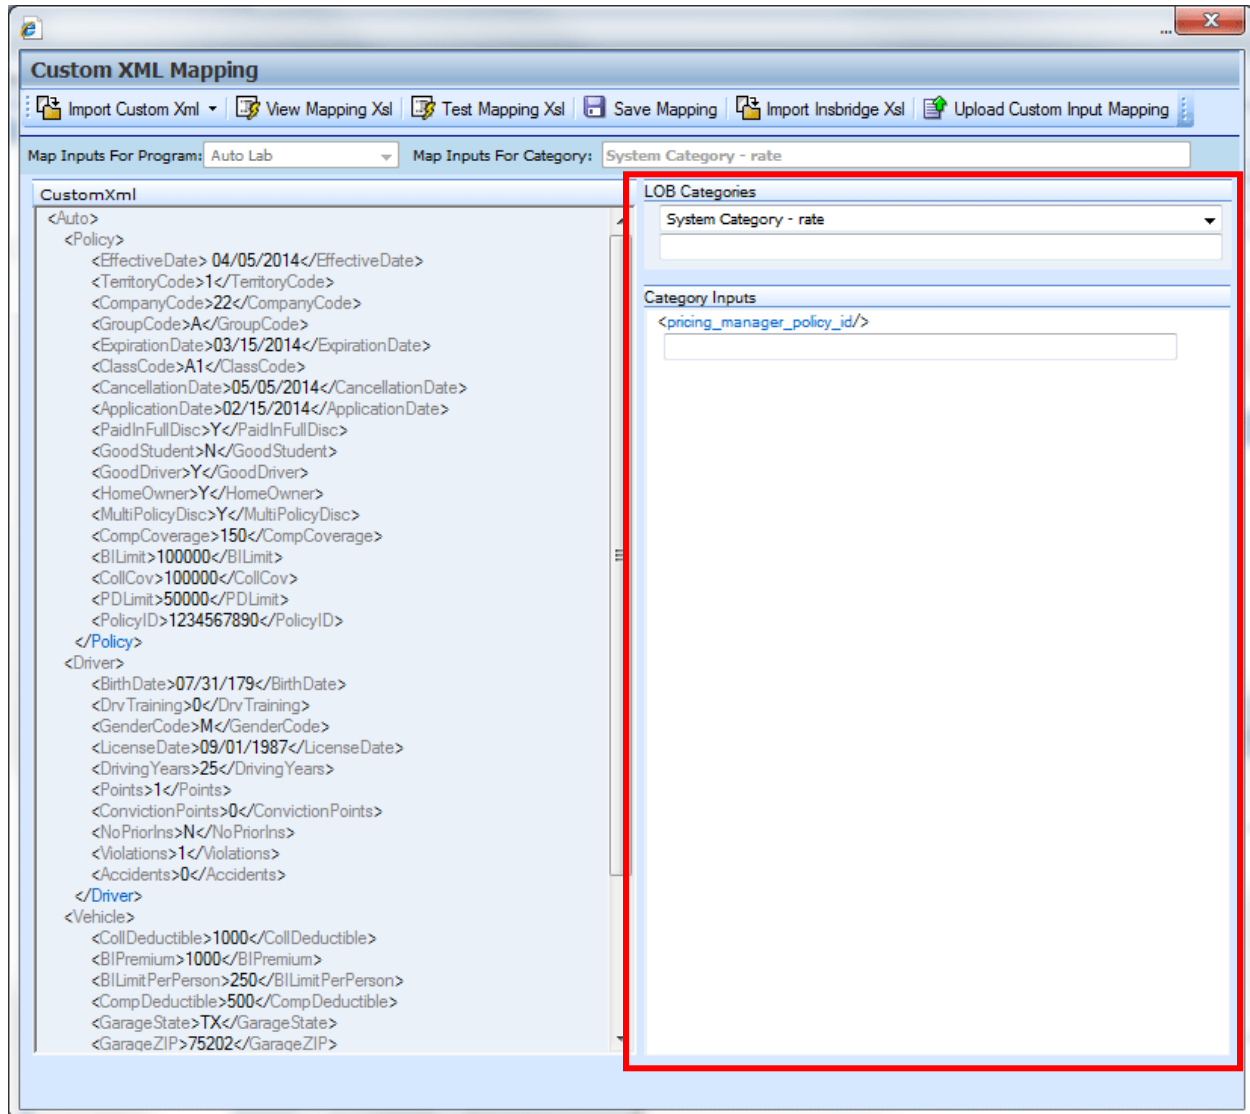 ...
Custom XML Mapping
Import Custom Xml View Mapping Xsl Test Mapping Xsl Save Mapping Import Insbridge Xsl Upload Custom Input Mapping
Map Inputs For Program: Auto Lab Map Inputs For Category: System Category - rate
CustomXml
<Auto>
<Policy>
<EffectiveDate> 04/05/2014</EffectiveDate>
<TerritoryCode>1</TerritoryCode>
<CompanyCode>22</CompanyCode>
<GroupCode>A</GroupCode>
<ExpirationDate>03/15/2014</ExpirationDate>
<ClassCode>A1</ClassCode>
<CancellationDate>05/05/2014</CancellationDate>
<ApplicationDate>02/15/2014</ApplicationDate>
<PaidInFullDisc>Y</PaidInFullDisc>
<GoodStudent>N</GoodStudent>
<GoodDriver>Y</GoodDriver>
<HomeOwner>Y</HomeOwner>
<MultiPolicyDisc>Y</MultiPolicyDisc>
<CompCoverage>150</CompCoverage>
<BILimit>100000</BILimit>
<CollCov>100000</CollCov>
<PDLimit>50000</PDLimit>
<PolicyID>1234567890</PolicyID>
</Policy>
<Driver>
<BirthDate>07/31/179</BirthDate>
<DrvTraining>0</DrvTraining>
<GenderCode>M</GenderCode>
<LicenseDate>09/01/1987</LicenseDate>
<DrivingYears>25</DrivingYears>
<Points>1</Points>
<ConvictionPoints>0</ConvictionPoints>
<NoPriorIns>N</NoPriorIns>
<Violations>1</Violations>
<Accidents>0</Accidents>
</Driver>
<Vehicle>
<CollDeductible>1000</CollDeductible>
<BIPremium>1000</BIPremium>
<BILimitPerPerson>250</BILimitPerPerson>
<CompDeductible>500</CompDeductible>
<GarageState>TX</GarageState>
<GarageZIP>75202</GarageZIP>
LOB Categories
System Category - rate
Category Inputs
<pricing_manager_policy_id/>